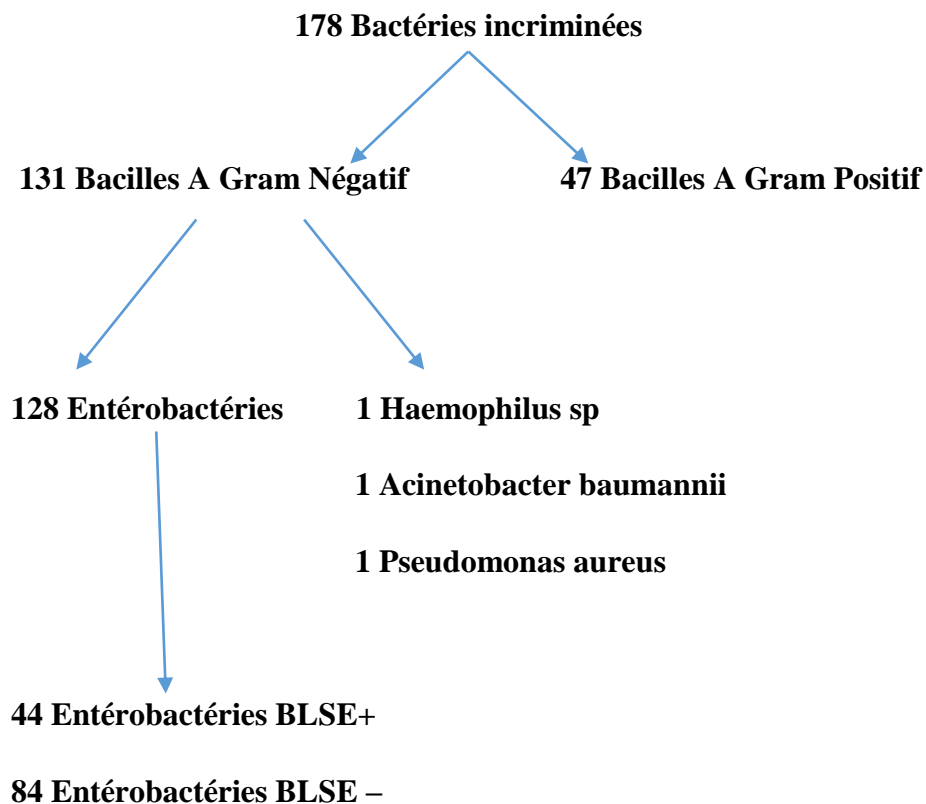 178 Bactéries incriminées
131 Bacilles A Gram Négatif
47 Bacilles A Gram Positif
128 Entérobactéries
1 Haemophilus sp
1 Acinetobacter baumannii
1 Pseudomonas aureus
44 Entérobactéries BLSE+
84 Entérobactéries BLSE –